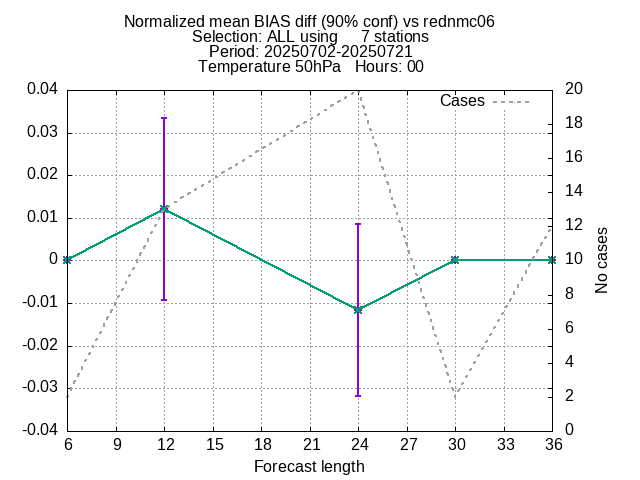 Normalized mean BIAS diff (90% conf) vs rednmc06
Selection: ALL using     7 stations
Period: 20250702-20250721
Temperature 50hPa   Hours: 00
Cases
0.04
0.03
0.02
0.01
0
-0.01
-0.02
-0.03
-0.04
20
18
16
14
12
10
8
6
4
2
0
No cases
6 9 12 15 18 21 24 27 30 33 36
Forecast length